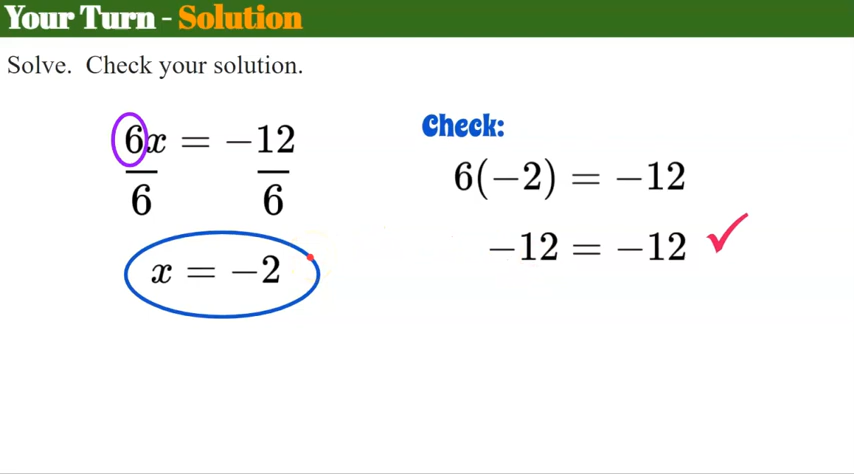 Your Turn - Solution
Solve. Check your solution.
6x = −12
6 6
x = −2
Check:
6(−2) = −12
−12 = −12 ✓